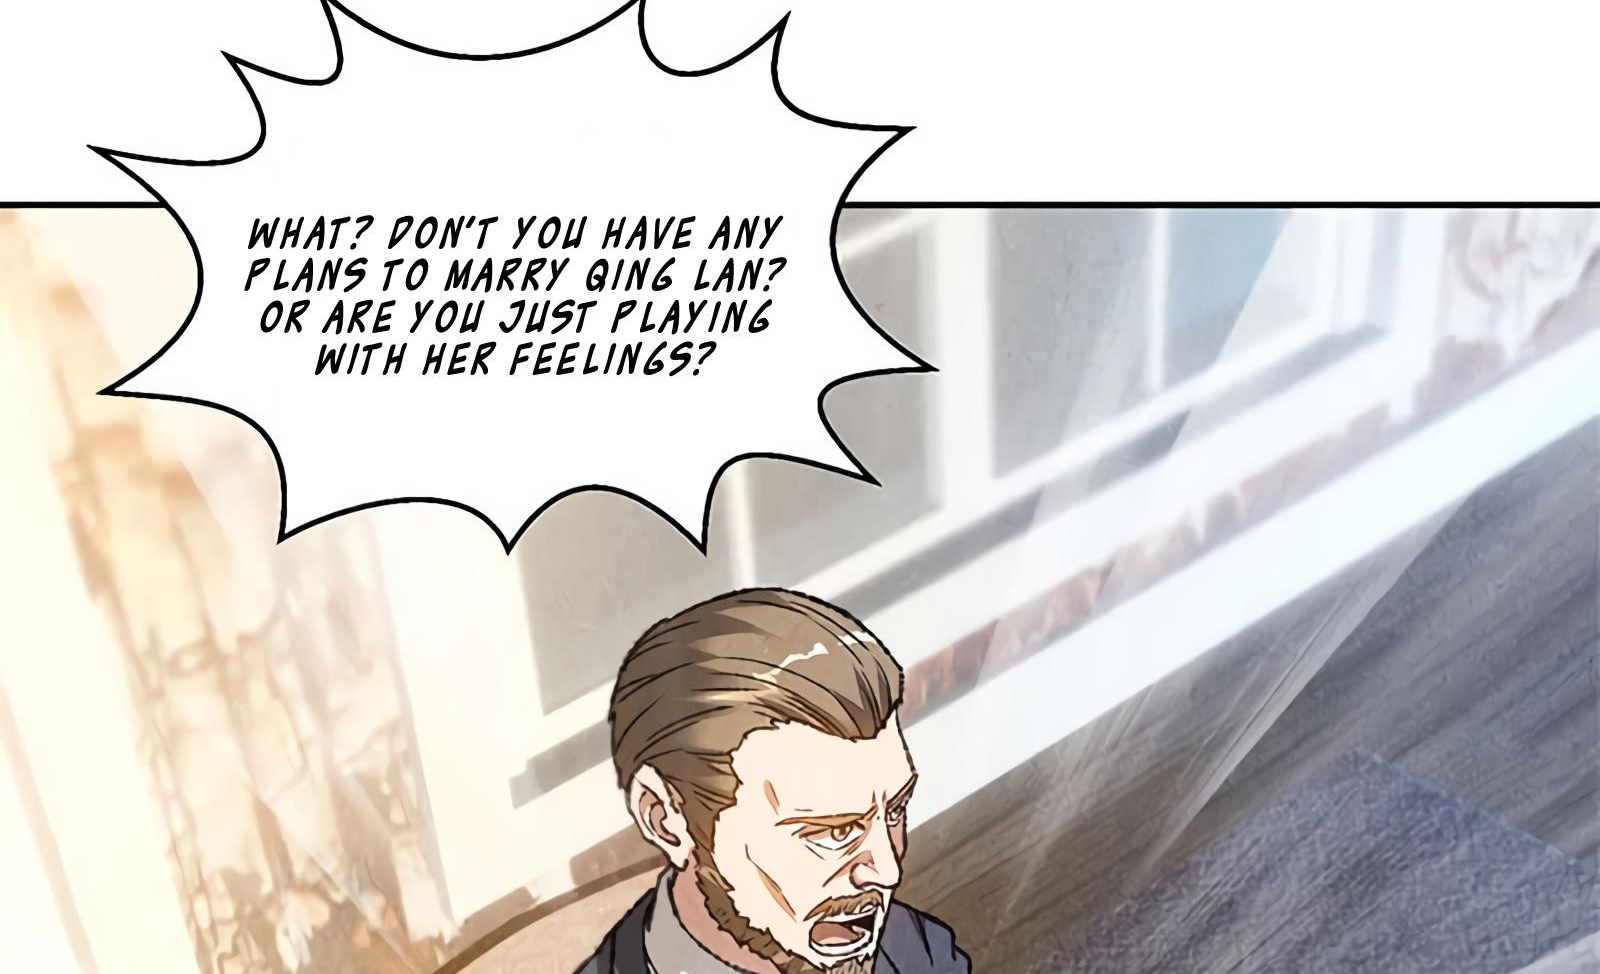 WHAT? DON'T YOU HAVE ANY
PLANS TO MARRY QING LAN?
OR ARE YOU JUST PLAYING
WITH HER FEELINGS?